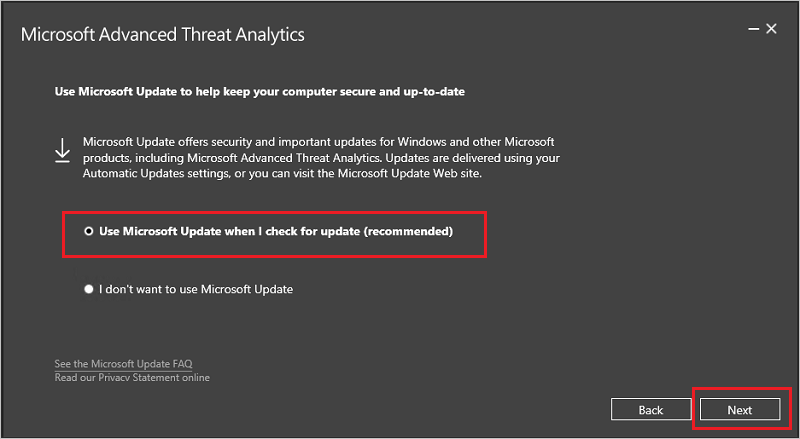 Microsoft Advanced Threat Analytics
Use Microsoft Update to help keep your computer secure and up-to-date
Microsoft Update offers security and important updates for Windows and other Microsoft
products, including Microsoft Advanced Threat Analytics. Updates are delivered using your
Automatic Updates settings, or you can visit the Microsoft Update Web site.
Use Microsoft Update when I check for update (recommended)
I don't want to use Microsoft Update
See the Microsoft Update FAQ
Read our Privacy Statement online
Back
Next